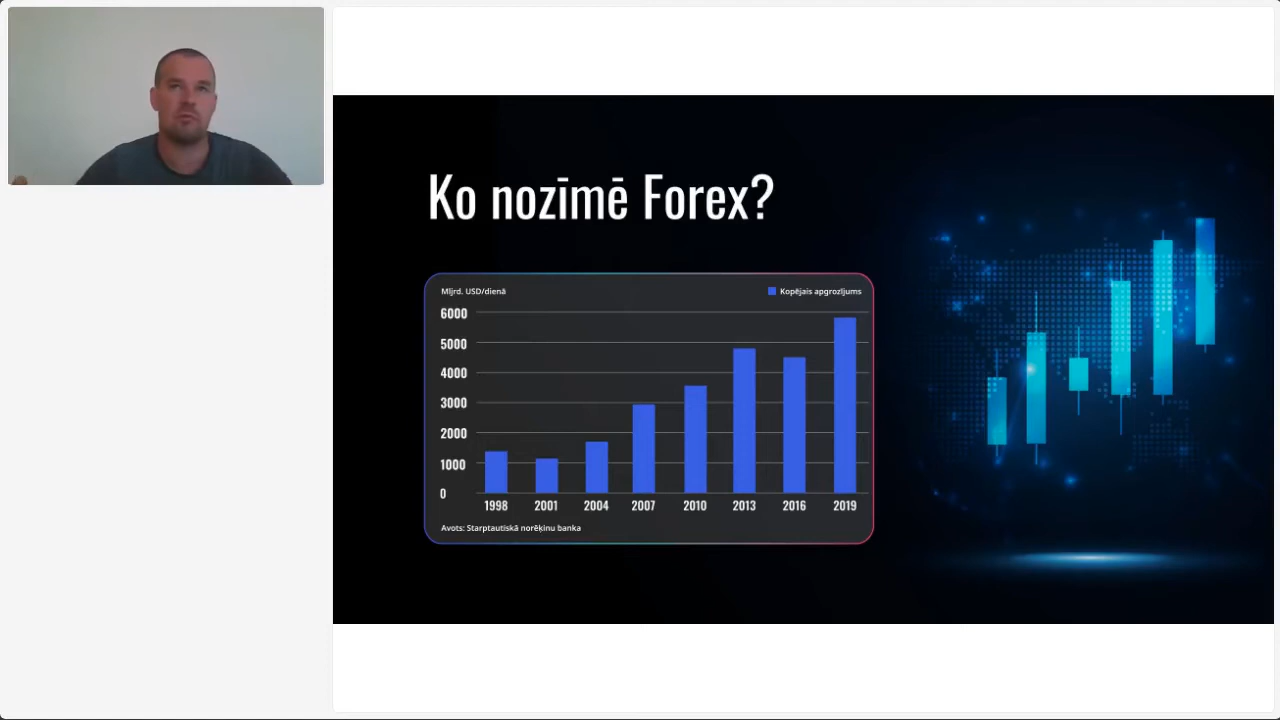 Ko nozīmē Forex?
Mljrd. USD/dienā
Kopējais apgrozījums
6000
5000
4000
3000
2000
1000
0
1998 2001 2004 2007 2010 2013 2016 2019
Avots: Starptautiskā norēķinu banka